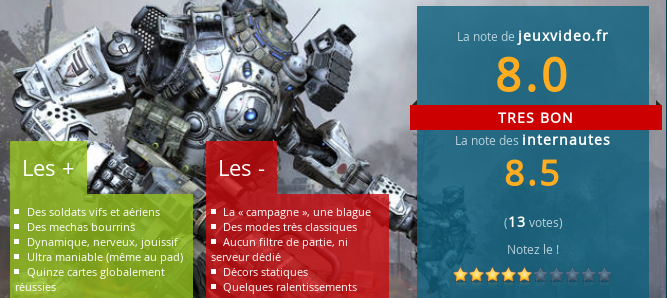 Les +
Des soldats vifs et aériens
Des mechas bourrins
Dynamique, nerveux, jouissif
Ultra maniable (même au pad)
Quinze cartes globalement
réussies
Les -
La « campagne », une blague
Des modes très classiques
Aucun filtre de partie, ni
serveur dédié
Décors statiques
Quelques ralentissements
La note de jeuxvideo.fr
8.0
TRES BON
La note des internautes
8.5
(13 votes)
Notez le !